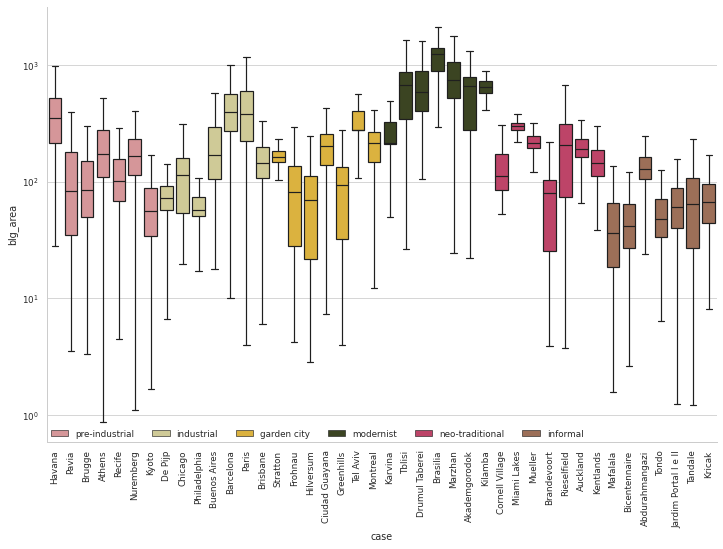 10³
10²
10¹
10⁰
blg_area
pre-industrial
industrial
garden city
modernist
neo-traditional
informal
Havana
Pavia
Brugge
Athens
Recife
Nuremberg
Kyoto
De Pijp
Chicago
Philadelphia
Buenos Aires
Barcelona
Paris
Brisbane
Stratton
Frohnau
Hilversum
Ciudad Guayana
Greenhills
Tel Aviv
Montreal
Karvina
Tbilisi
Drumul Taberei
Brasilia
Marzhan
Akademgorodok
Kilamba
Cornell Village
Miami Lakes
Mueller
Brandevoort
Rieselfield
Auckland
Kentlands
Mafalala
Bicentennaire
Abdurahmangazi
Tondo
Jardim Portal I e II
Tandale
Kricak
case